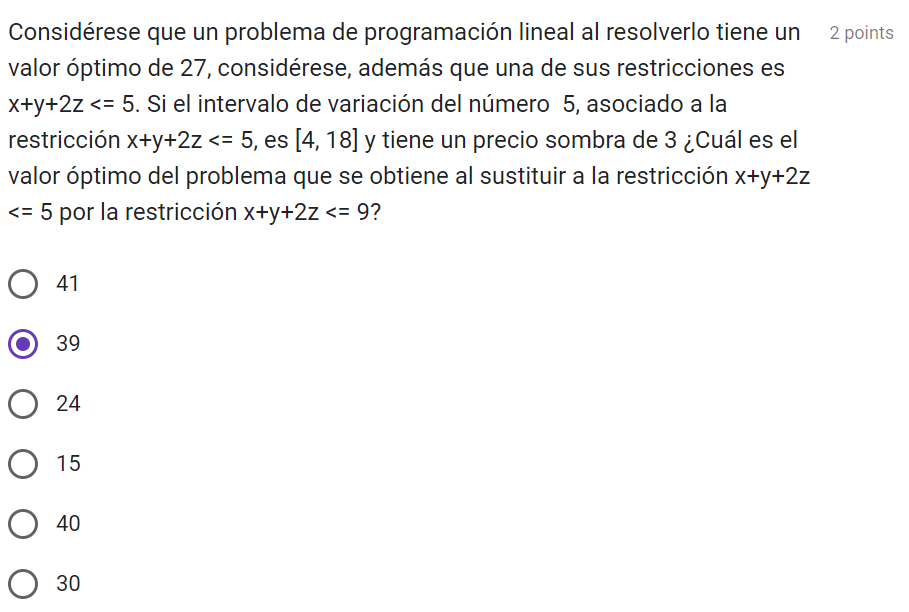 Considérese que un problema de programación lineal al resolverlo tiene un 2 points
valor óptimo de 27, considérese, además que una de sus restricciones es
x+y+2z <= 5. Si el intervalo de variación del número  5, asociado a la
restricción x+y+2z <= 5, es [4, 18] y tiene un precio sombra de 3 ¿Cuál es el
valor óptimo del problema que se obtiene al sustituir a la restricción x+y+2z
<= 5 por la restricción x+y+2z <= 9?
41
39
24
15
40
30